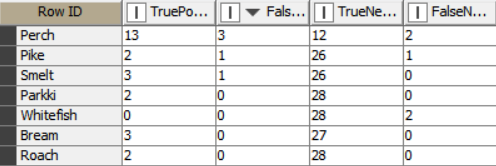 Row ID | TruePo... | Fals... | TrueNe... | FalseN...
Perch 13 3 12 2
Pike 2 1 26 1
Smelt 3 1 26 0
Parkki 2 0 28 0
Whitefish 0 0 28 2
Bream 3 0 27 0
Roach 2 0 28 0